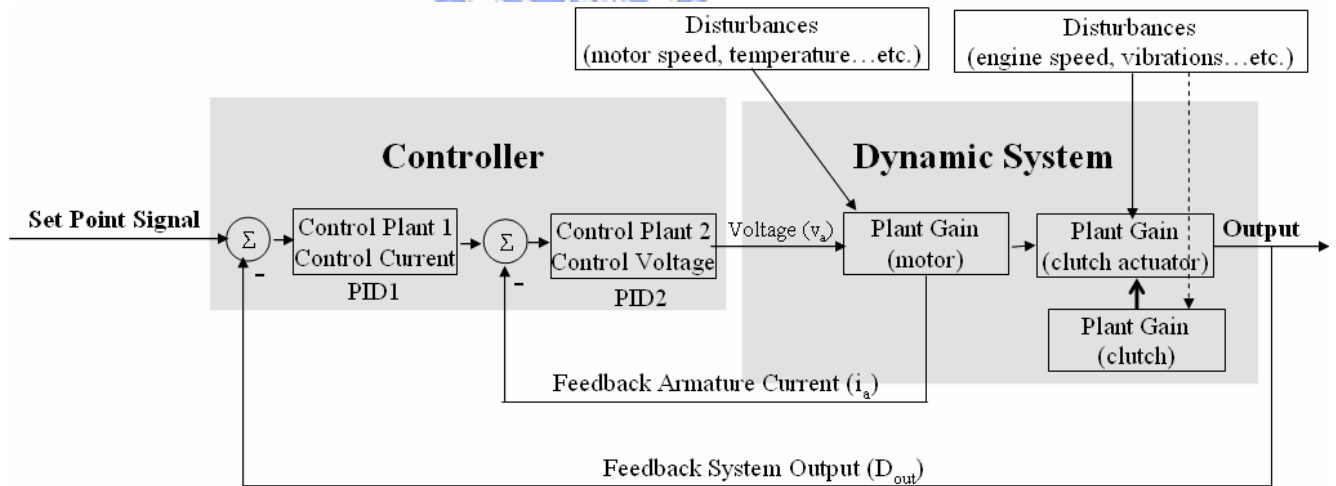 Disturbances
(motor speed, temperature…etc.)
Disturbances
(engine speed, vibrations…etc.)
Controller
Dynamic System
Set Point Signal
Σ
-
Control Plant 1
Control Current
PID1
Σ
-
Control Plant 2
Control Voltage
PID2
Voltage (vₐ)
Plant Gain
(motor)
Plant Gain
(clutch actuator)
Output
Plant Gain
(clutch)
Feedback Armature Current (iₐ)
Feedback System Output (D_out)